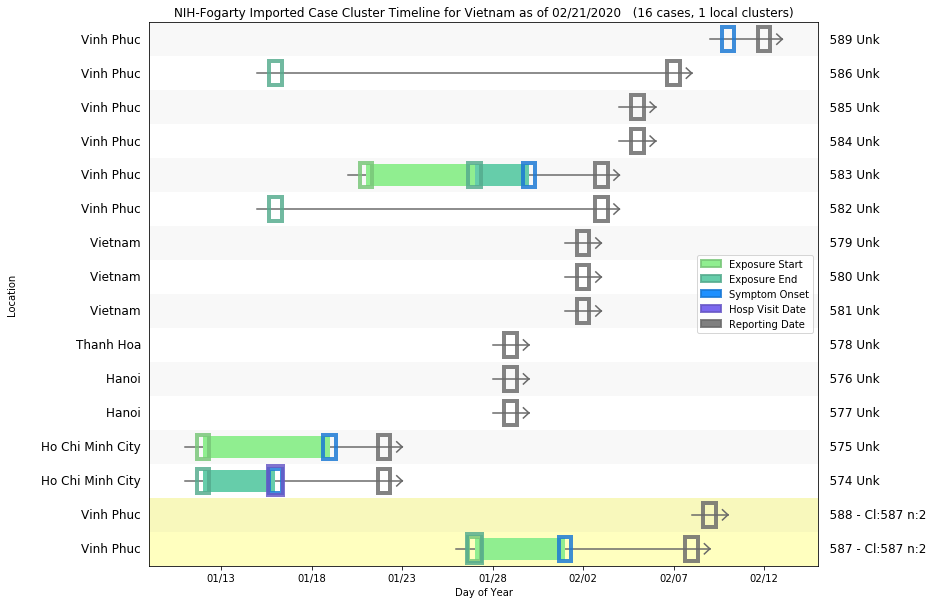 NIH-Fogarty Imported Case Cluster Timeline for Vietnam as of 02/21/2020 (16 cases, 1 local clusters)
Vinh Phuc 589 Unk
Vinh Phuc 586 Unk
Vinh Phuc 585 Unk
Vinh Phuc 584 Unk
Vinh Phuc 583 Unk
Vinh Phuc 582 Unk
Vietnam 579 Unk
Vietnam 580 Unk
Vietnam 581 Unk
Thanh Hoa 578 Unk
Hanoi 576 Unk
Hanoi 577 Unk
Ho Chi Minh City 575 Unk
Ho Chi Minh City 574 Unk
Vinh Phuc 588 - Cl:587 n:2
Vinh Phuc 587 - Cl:587 n:2
Location
Exposure Start
Exposure End
Symptom Onset
Hosp Visit Date
Reporting Date
01/13 01/18 01/23 01/28 02/02 02/07 02/12
Day of Year